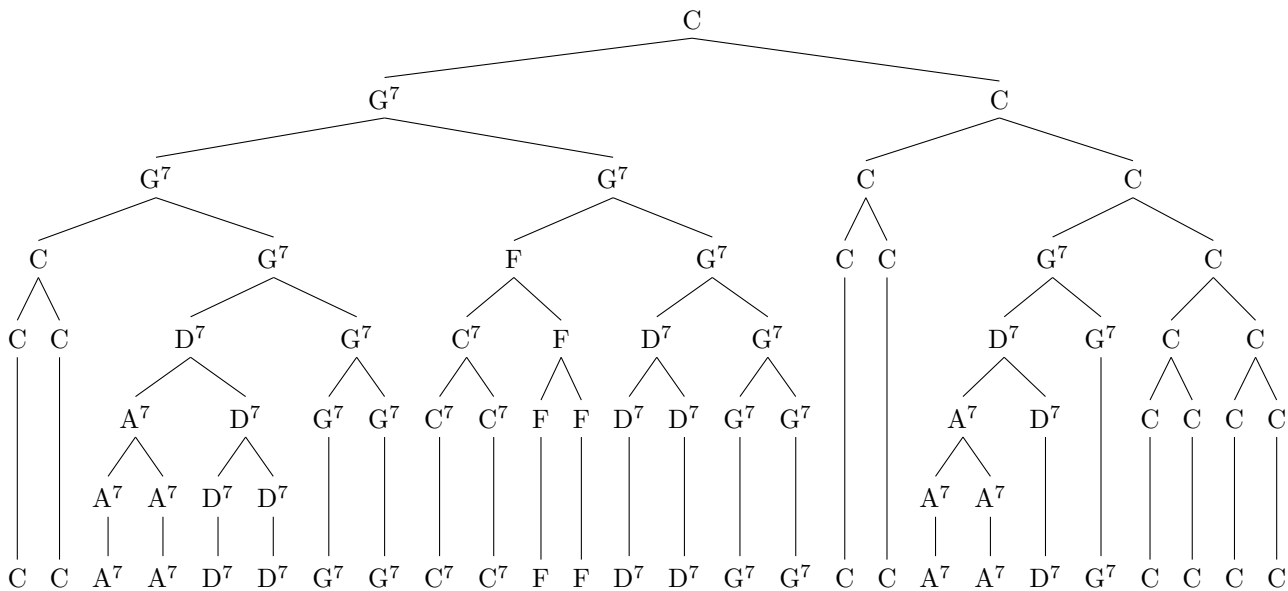 C
G⁷ C
G⁷ G⁷ C C
C G⁷ F G⁷ C C G⁷ C
C C D⁷ G⁷ C⁷ F D⁷ G⁷ D⁷ G⁷ C C
A⁷ D⁷ G⁷ G⁷ C⁷ C⁷ F F D⁷ D⁷ G⁷ G⁷ A⁷ D⁷ C C C C
A⁷ A⁷ D⁷ D⁷ A⁷ A⁷
C C A⁷ A⁷ D⁷ D⁷ G⁷ G⁷ C⁷ C⁷ F F D⁷ D⁷ G⁷ G⁷ C C A⁷ A⁷ D⁷ G⁷ C C C C